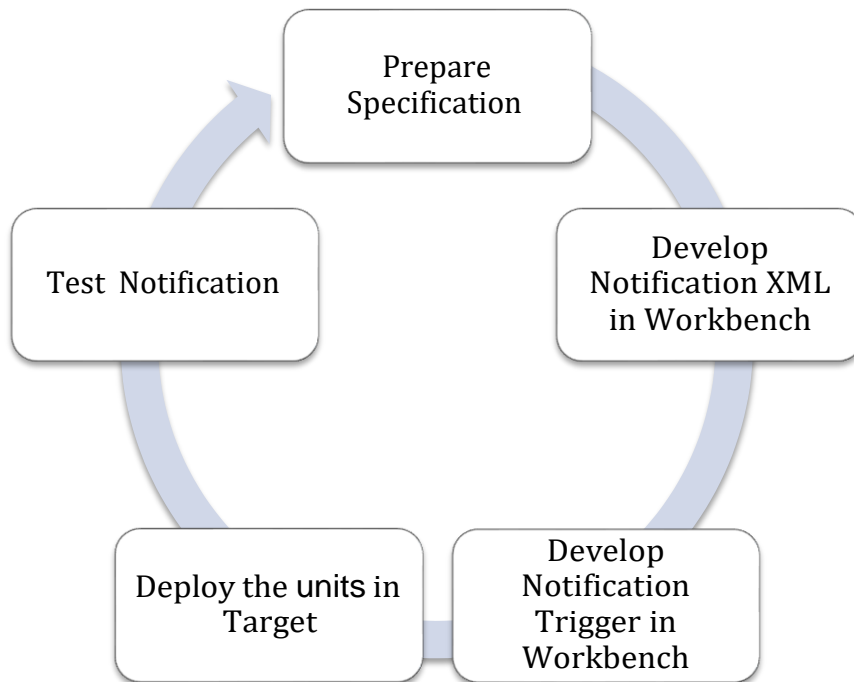 Prepare
Specification
Develop
Notification XML
in Workbench
Develop
Notification
Trigger in
Workbench
Deploy the units in
Target
Test  Notification